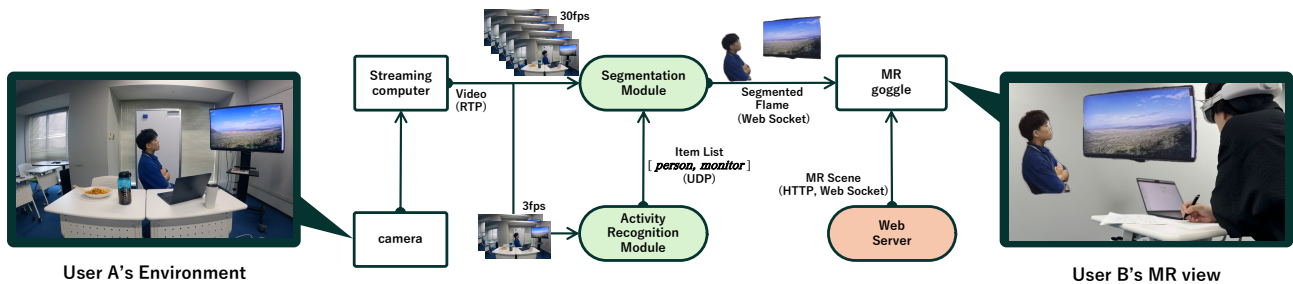 30fps
Streaming
computer
Video
(RTP)
Segmentation
Module
Segmented
Flame
(Web Socket)
MR
goggle
Item List
[ person, monitor ]
(UDP)
MR Scene
(HTTP, Web Socket)
3fps
camera
Activity
Recognition
Module
Web
Server
User A's Environment
User B's MR view